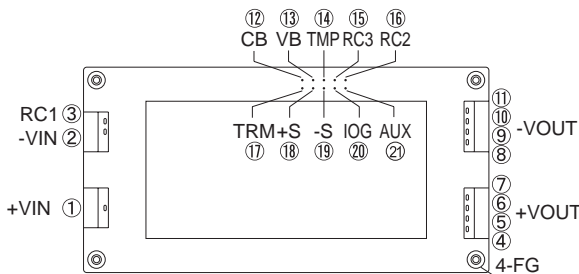 ⑫ ⑬ ⑭ ⑮ ⑯
CB VB TMP RC3 RC2
TRM +S -S IOG AUX
⑰ ⑱ ⑲ ⑳ ㉑
RC1 ③
-VIN ②
+VIN ①
⑪
⑩
-VOUT
⑨
⑧
⑦
⑥
+VOUT
⑤
④
4-FG